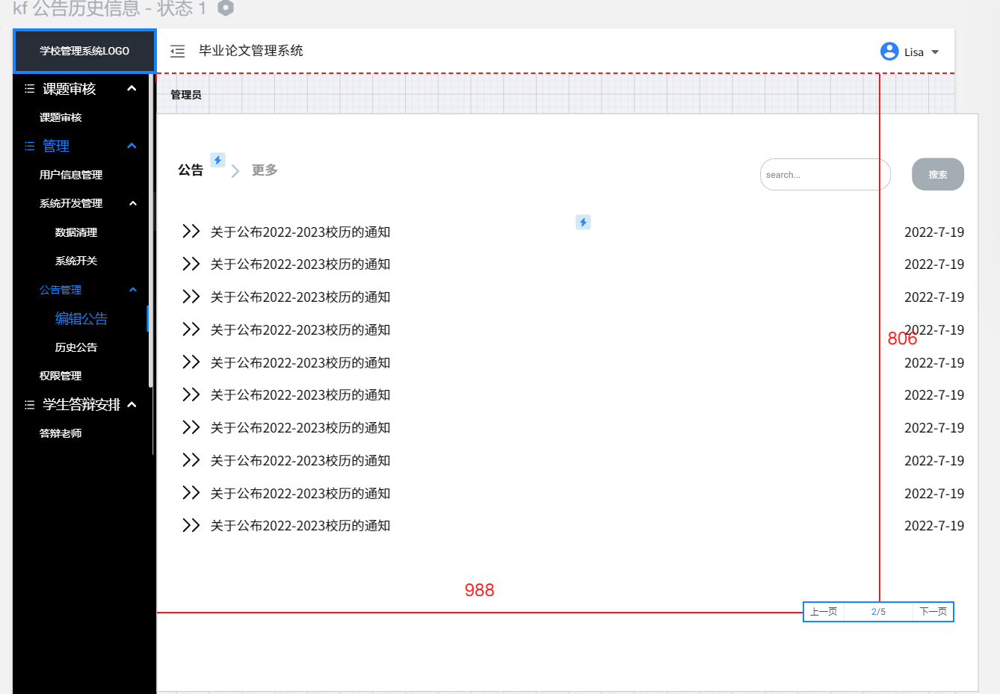 kf 公告历史信息 - 状态 1
学校管理系统LOGO
毕业论文管理系统
Lisa
课题审核
课题审核
管理
用户信息管理
系统开发管理
数据清理
系统开关
公告管理
编辑公告
历史公告
权限管理
学生答辩安排
答辩老师
管理员
公告
更多
search...
搜索
关于公布2022-2023校历的通知 2022-7-19
关于公布2022-2023校历的通知 2022-7-19
关于公布2022-2023校历的通知 2022-7-19
关于公布2022-2023校历的通知 2022-7-19
806
关于公布2022-2023校历的通知 2022-7-19
关于公布2022-2023校历的通知 2022-7-19
关于公布2022-2023校历的通知 2022-7-19
关于公布2022-2023校历的通知 2022-7-19
关于公布2022-2023校历的通知 2022-7-19
关于公布2022-2023校历的通知 2022-7-19
988
上一页 2/5 下一页